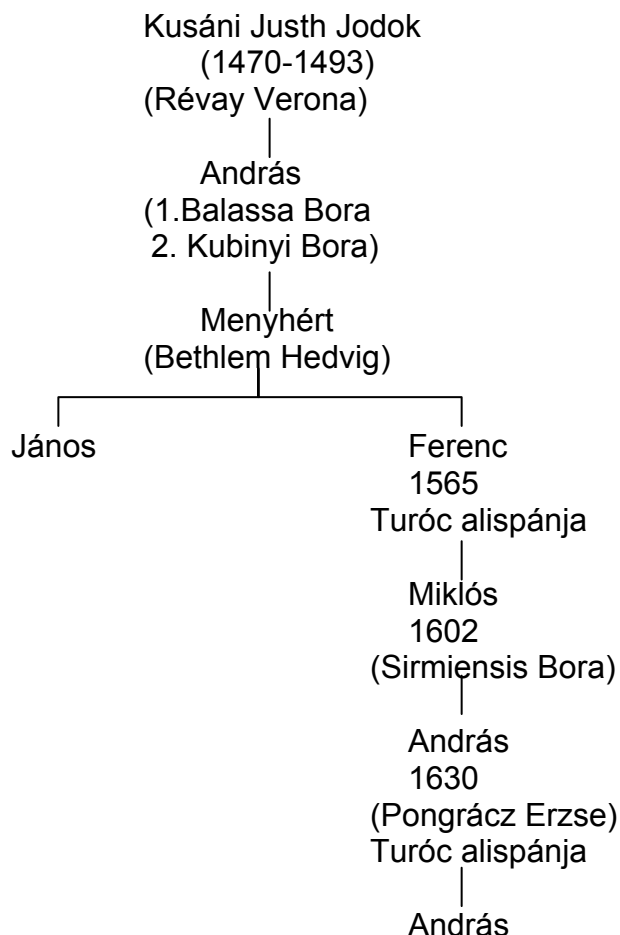 Kusáni Justh Jodok
(1470-1493)
(Révay Verona)
András
(1.Balassa Bora
2. Kubinyi Bora)
Menyhért
(Bethlem Hedvig)
János
Ferenc
1565
Turóc alispánja
Miklós
1602
(Sirmiensis Bora)
András
1630
(Pongrácz Erzse)
Turóc alispánja
András